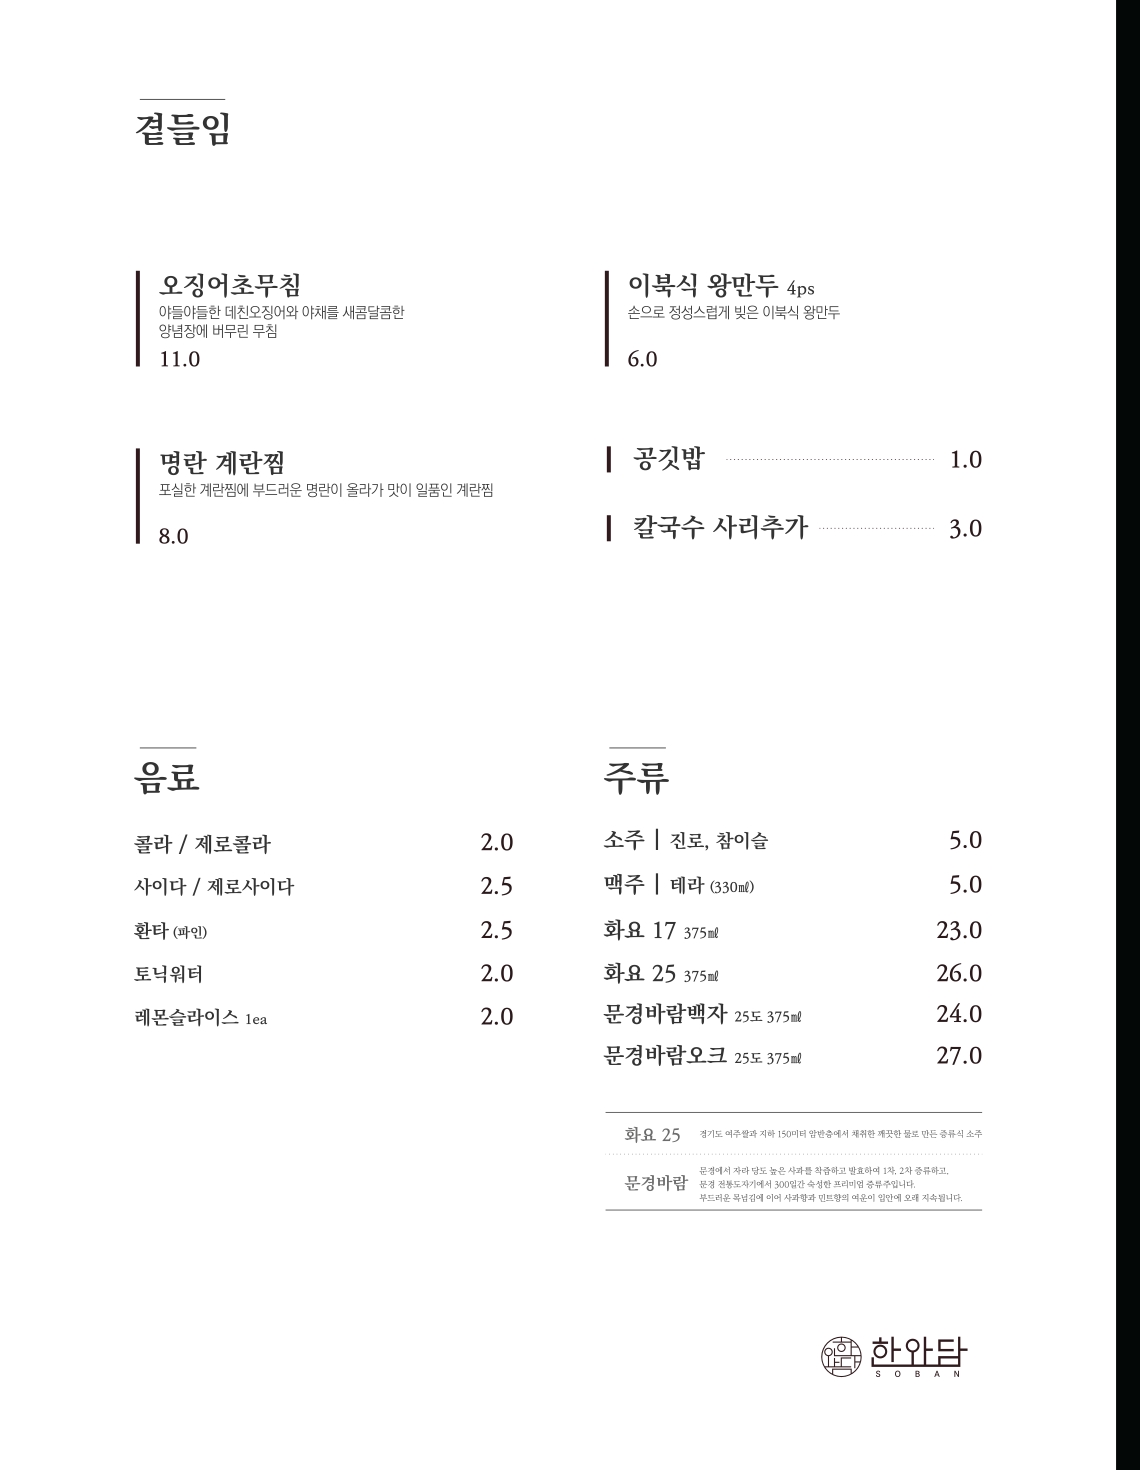 곁들임
오징어초무침
야들야들한 데친오징어와 야채를 새콤달콤한
양념장에 버무린 무침
11.0
이북식 왕만두 4ps
손으로 정성스럽게 빚은 이북식 왕만두
6.0
명란 계란찜
포실한 계란찜에 부드러운 명란이 올라가 맛이 일품인 계란찜
8.0
공깃밥 1.0
칼국수 사리추가 3.0
음료
콜라 / 제로콜라 2.0
사이다 / 제로사이다 2.5
환타 (파인) 2.5
토닉워터 2.0
레몬슬라이스 1ea 2.0
주류
소주 | 진로, 참이슬 5.0
맥주 | 테라 (330㎖) 5.0
화요 17 375㎖ 23.0
화요 25 375㎖ 26.0
문경바람백자 25도 375㎖ 24.0
문경바람오크 25도 375㎖ 27.0
화요 25 경기도 여주쌀과 지하 150미터 암반층에서 채취한 깨끗한 물로 만든 증류식 소주
문경바람
문경에서 자라 당도 높은 사과를 착즙하고 발효하여 1차, 2차 증류하고,
문경 전통도자기에서 300일간 숙성한 프리미엄 증류주입니다.
부드러운 목넘김에 이어 사과향과 민트향의 여운이 입안에 오래 지속됩니다.
한와담
한와담
SOBAN